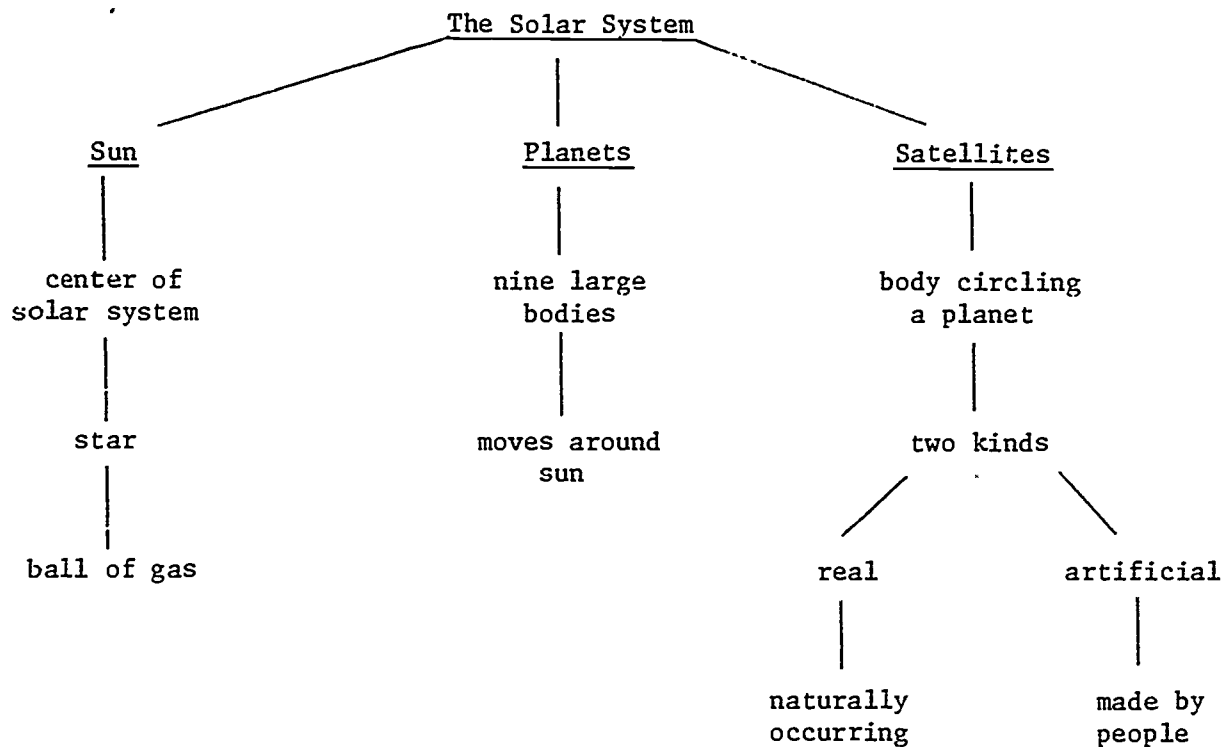 The Solar System
Sun
Planets
Satellites
center of
solar system
nine large
bodies
body circling
a planet
star
moves around
sun
two kinds
ball of gas
real
artificial
naturally
occurring
made by
people